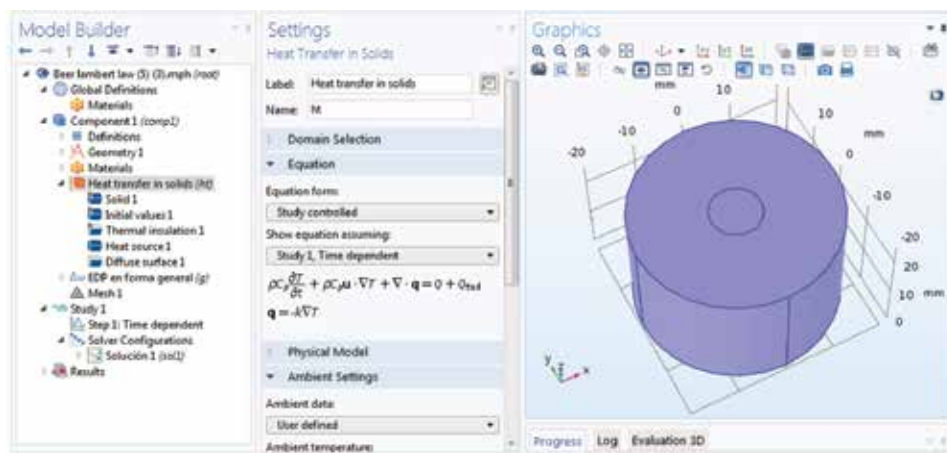 Model Builder
Beer lambert law (5) (3).mph (root)
Global Definitions
Materials
Component 1 (comp1)
Definitions
Geometry 1
Materials
Heat transfer in solids (ht)
Solid 1
Initial values 1
Thermal insulation 1
Heat source 1
Diffuse surface 1
EDP en forma general (g)
Mesh 1
Study 1
Step 1: Time dependent
Solver Configurations
Solución 1 (sol1)
Results
Settings
Heat Transfer in Solids
Label: Heat transfer in solids
Name: ht
Domain Selection
Equation
Equation form:
Study controlled
Show equation assuming:
Study 1, Time dependent
ρCₚ ∂T/∂t + ρCₚu · ∇T + ∇ · q = Q + Qted
q = -k∇T
Physical Model
Ambient Settings
Ambient data:
User defined
Ambient temperature:
Graphics
mm
10
0
-10
-20
10
mm
0
-10
-20
20
10 mm
0
y z x
Progress Log Evaluation 3D